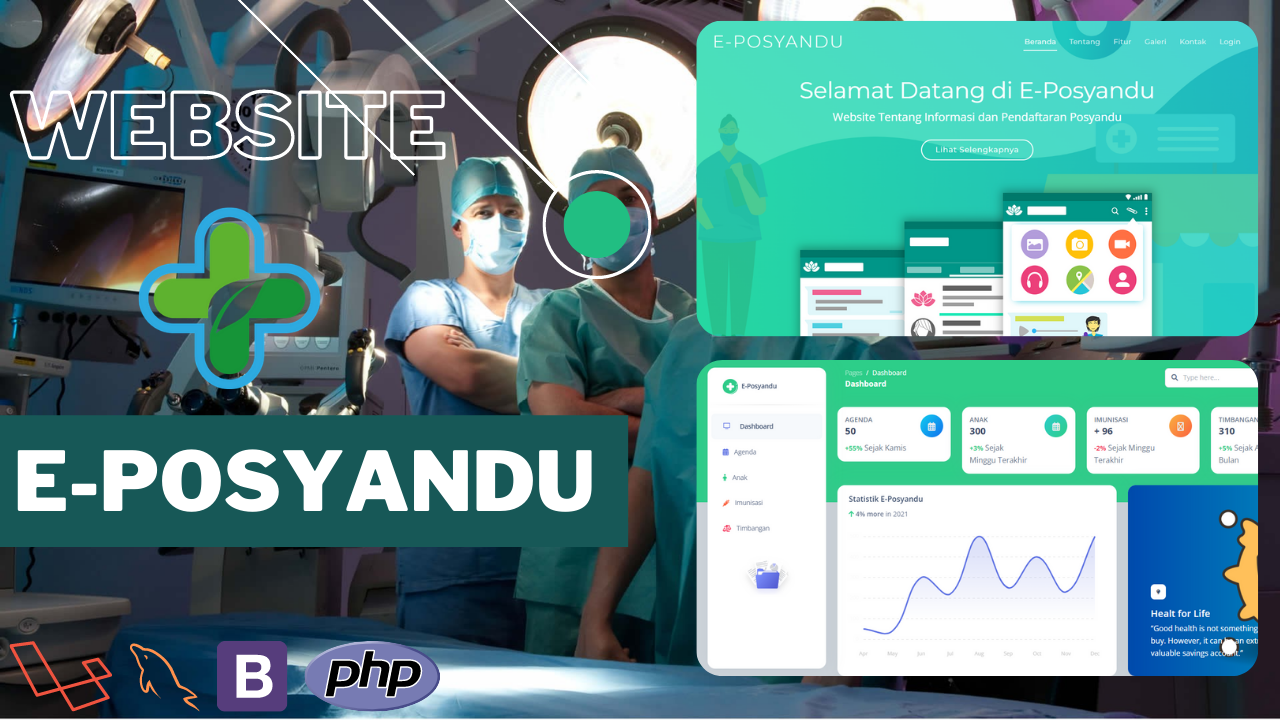 WEBSITE
E-POSYANDU
B
php
E-POSYANDU
Beranda Tentang Fitur Galeri Kontak Login
Selamat Datang di E-Posyandu
Website Tentang Informasi dan Pendaftaran Posyandu
Lihat Selengkapnya
E-Posyandu
Dashboard
Agenda
Anak
Imunisasi
Timbangan
Pages / Dashboard
Dashboard
Type here...
AGENDA
50
+55% Sejak Kamis
ANAK
300
+3% Sejak
Minggu Terakhir
IMUNISASI
+ 96
-2% Sejak Minggu
Terakhir
TIMBANGAN
310
+5% Sejak
Bulan
Statistik E-Posyandu
4% more in 2021
Apr May Jun Jul Aug Sep Oct Nov Dec
Healt for Life
"Good health is not something
buy. However, it can be an ext
valuable savings account."